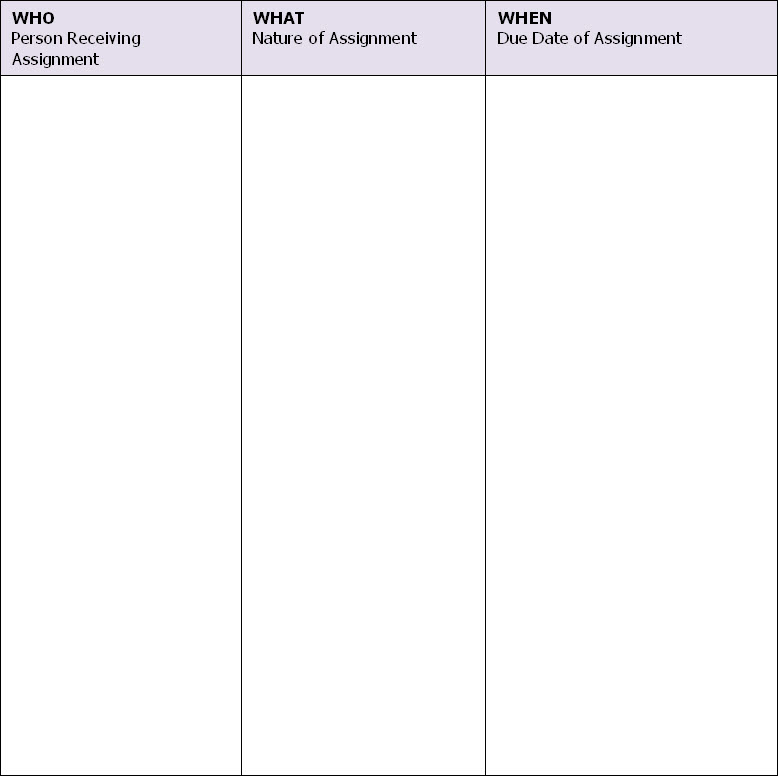 WHO
Person Receiving
Assignment
WHAT
Nature of Assignment
WHEN
Due Date of Assignment